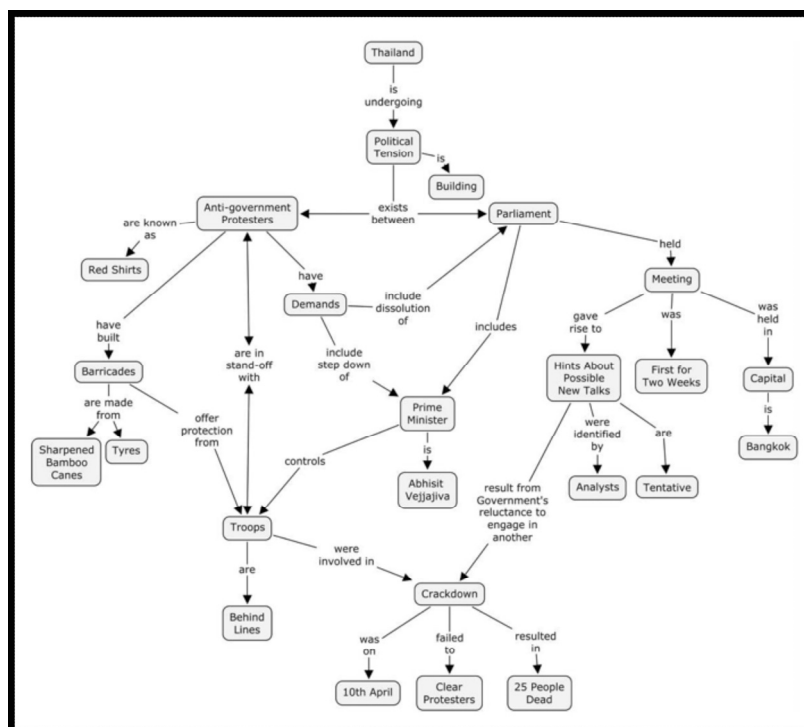 Thailand
is
undergoing
Political
Tension
is
Building
Anti-government
Protesters
exists
between
Parliament
are known
as
Red Shirts
held
Meeting
have
Demands
include
dissolution
of
have
built
Barricades
are in
stand-off
with
include
step down
of
includes
gave
rise to
was
was
held
in
Hints About
Possible
New Talks
First for
Two Weeks
Capital
are made
from
Sharpened
Bamboo
Canes
Tyres
offer
protection
from
Prime
Minister
controls
is
Abhisit
Vejjajiva
were
identified
by
are
is
Bangkok
Analysts
Tentative
result from
Government's
reluctance to
engage in
another
Troops
are
Behind
Lines
were
involved in
Crackdown
was
on
failed
to
resulted
in
10th April
Clear
Protesters
25 People
Dead